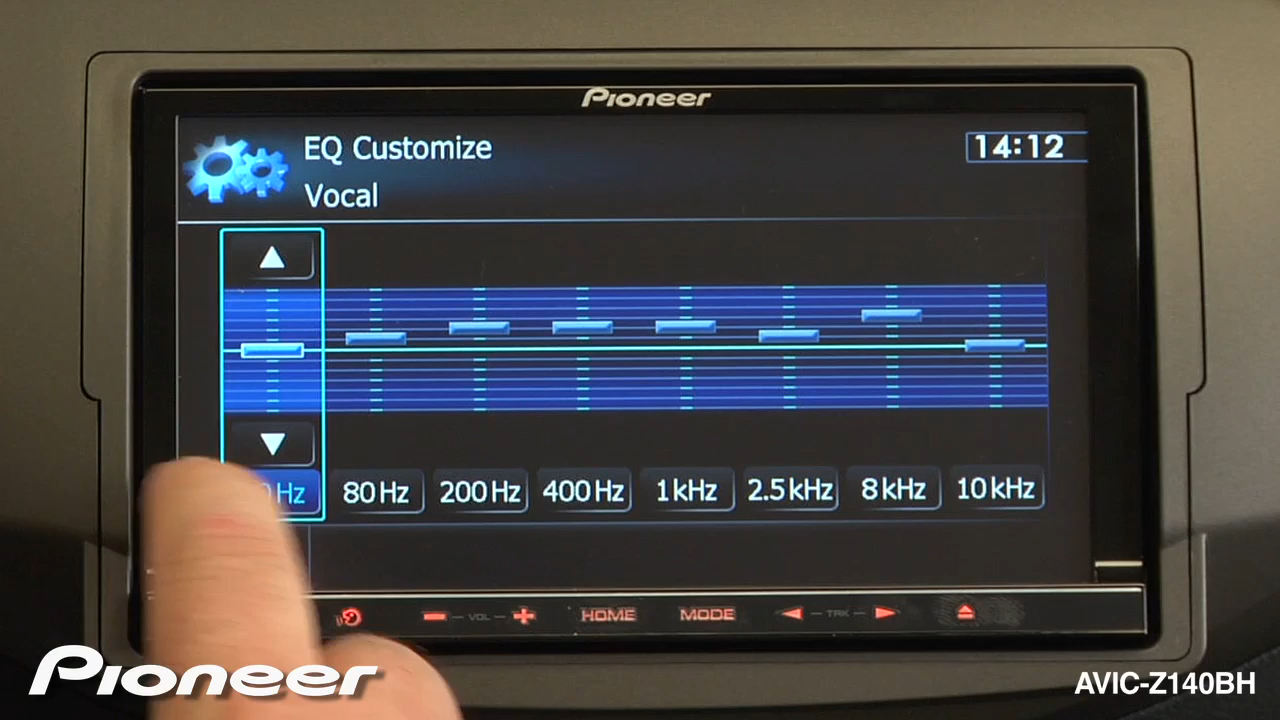 Pioneer
EQ Customize
14:12
Vocal
Hz 80Hz 200Hz 400Hz 1kHz 2.5kHz 8kHz 10kHz
VOL HOME MODE TRK
Pioneer
AVIC-Z140BH